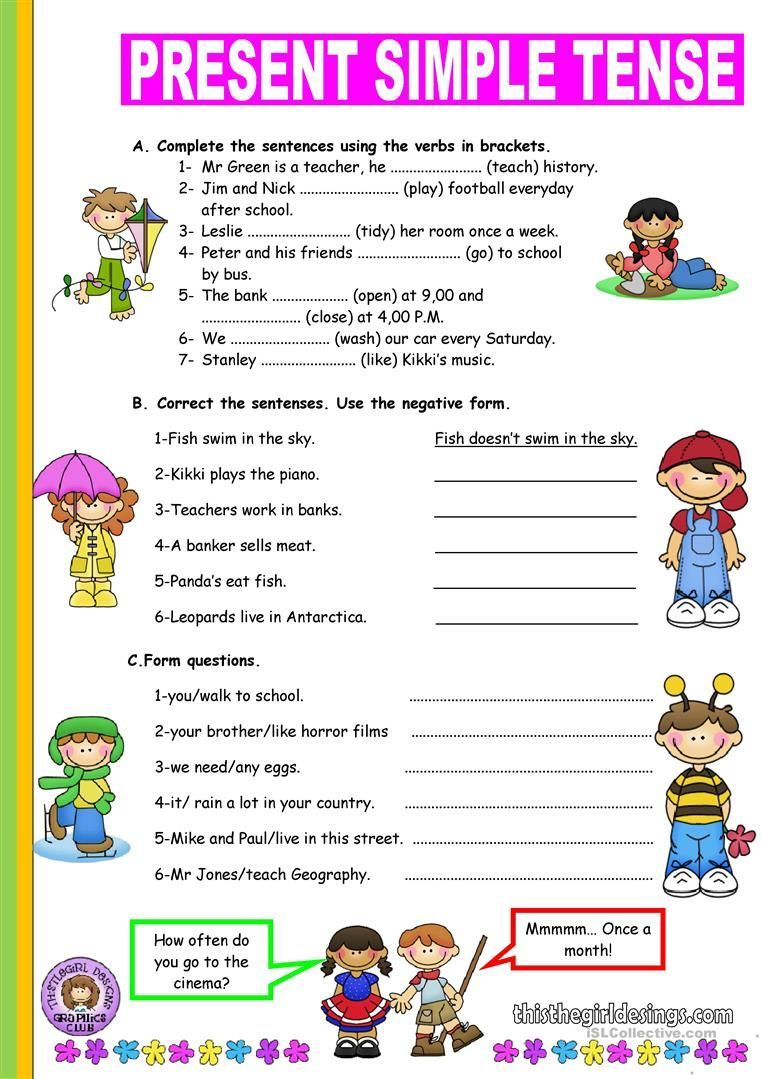 PRESENT SIMPLE TENSE
A. Complete the sentences using the verbs in brackets.
1- Mr Green is a teacher, he ........................ (teach) history.
2- Jim and Nick .......................... (play) football everyday
after school.
3- Leslie ........................... (tidy) her room once a week.
4- Peter and his friends ........................... (go) to school
by bus.
5- The bank .................... (open) at 9,00 and
.......................... (close) at 4,00 P.M.
6- We .......................... (wash) our car every Saturday.
7- Stanley ......................... (like) Kikki's music.
B. Correct the sentenses. Use the negative form.
1-Fish swim in the sky. Fish doesn't swim in the sky.
2-Kikki plays the piano.
3-Teachers work in banks.
4-A banker sells meat.
5-Panda's eat fish.
6-Leopards live in Antarctica.
C.Form questions.
1-you/walk to school. ......................................................
2-your brother/like horror films ......................................................
3-we need/any eggs. ......................................................
4-it/ rain a lot in your country. ......................................................
5-Mike and Paul/live in this street. ......................................................
6-Mr Jones/teach Geography. ......................................................
How often do
you go to the
cinema?
Mmmmm... Once a
month!
THISTLEGIRL DESIGNS
GRAPHICS
CLUB
thisthegirldesings.com
iSLCollective.com